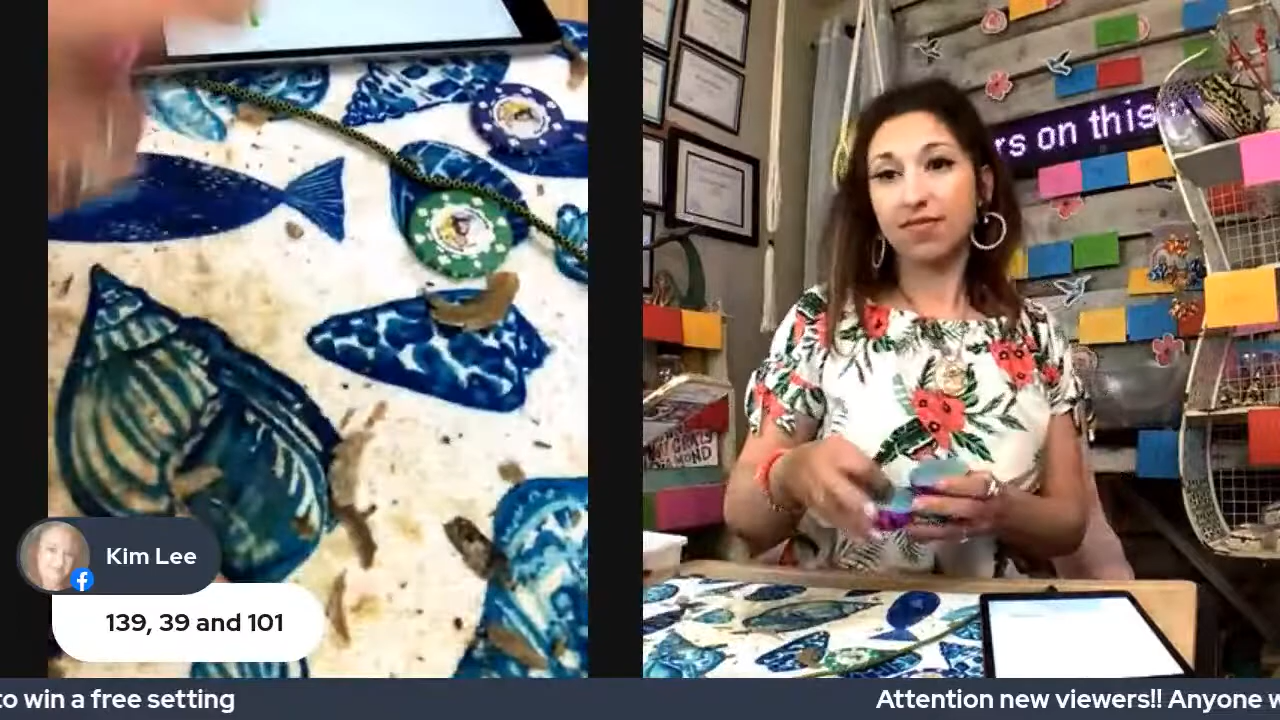 rs on this
Kim Lee
139, 39 and 101
to win a free setting
Attention new viewers!! Anyone w